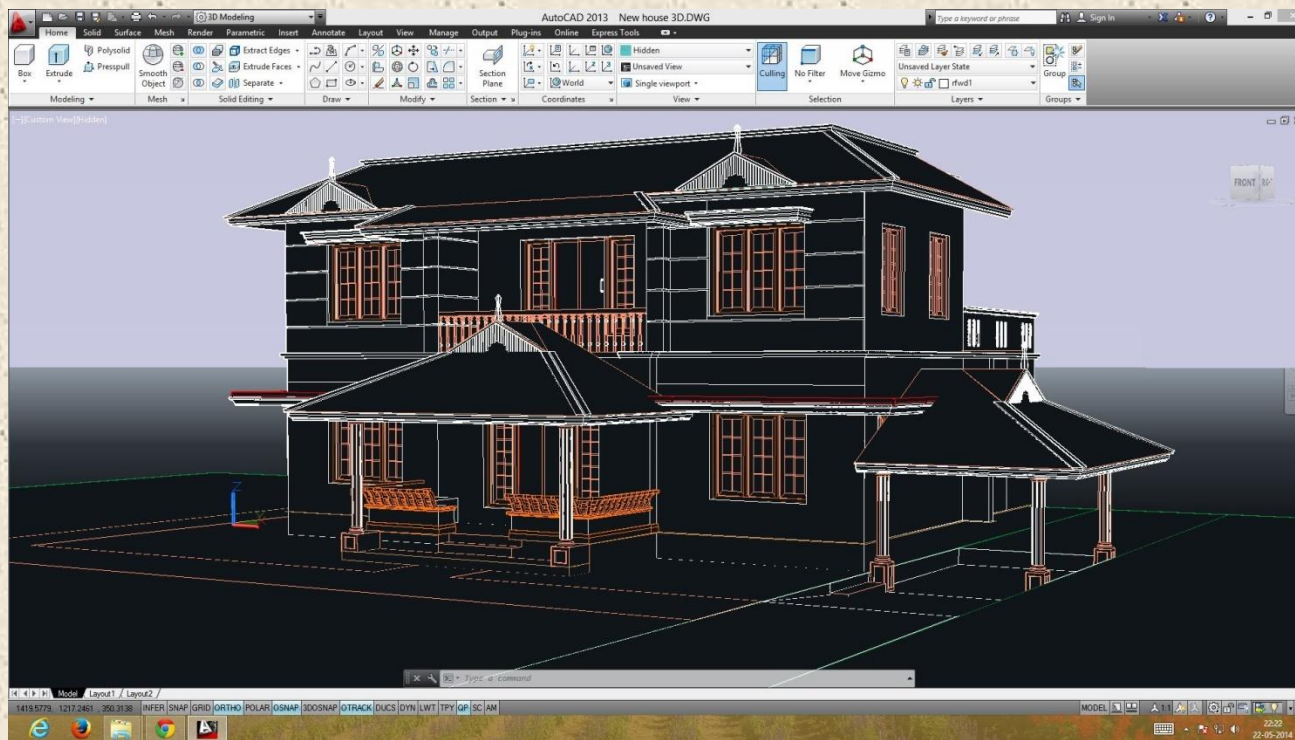 3D Modeling
AutoCAD 2013 New house 3D.DWG
Type a keyword or phrase
Sign In
Home Solid Surface Mesh Render Parametric Insert Annotate Layout View Manage Output Plug-ins Online Express Tools
Box
Extrude
Polysolid
Presspull
Smooth
Object
Extract Edges
Extrude Faces
Separate
Section
Plane
World
Hidden
Unsaved View
Single viewport
Culling
No Filter
Move Gizmo
Unsaved Layer State
rfwd1
Group
Modeling
Mesh
Solid Editing
Draw
Modify
Section
Coordinates
View
Selection
Layers
Groups
[-][Custom View][Hidden]
FRONT
Z
Type a command
Model Layout1 Layout2
1419.5779, 1217.2461, 350.3138 INFER SNAP GRID ORTHO POLAR OSNAP 3DOSNAP OTRACK DUCS DYN LWT TPY QP SC AM
MODEL
1:1
22:22
22-05-2014